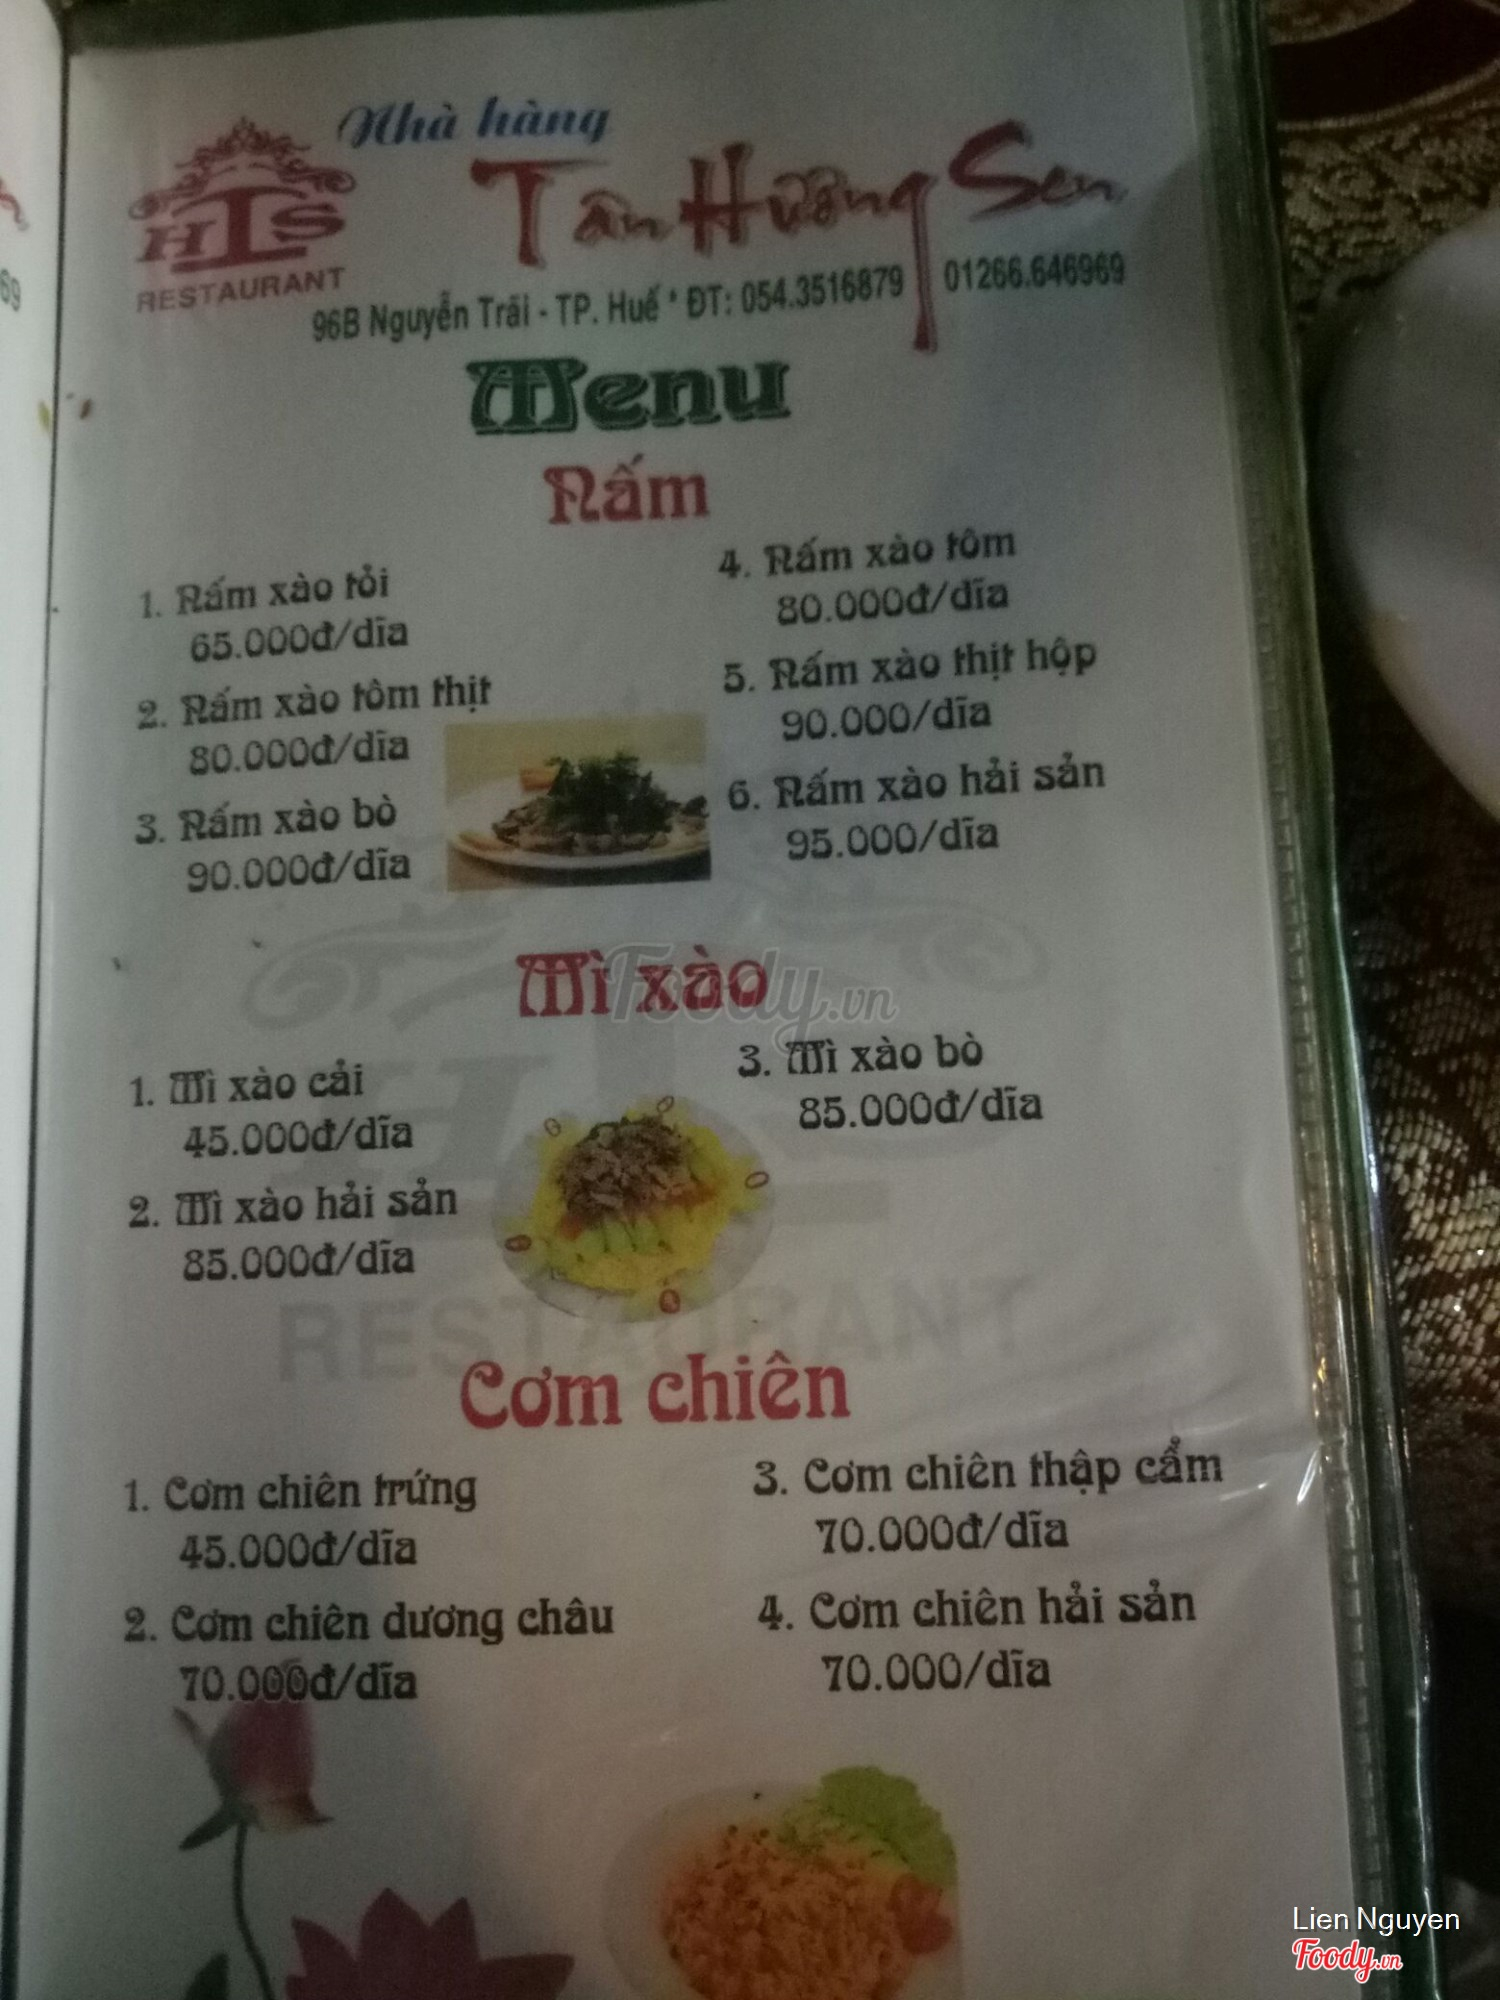 Nhà hàng
Tân Hương Sen
HTS
RESTAURANT
96B Nguyễn Trãi - TP. Huế * ĐT: 054.3516879 01266.646969
Menu
Nấm
1. Nấm xào tỏi
65.000đ/dĩa
2. Nấm xào tôm thịt
80.000đ/dĩa
3. Nấm xào bò
90.000đ/dĩa
4. Nấm xào tôm
80.000đ/dĩa
5. Nấm xào thịt hộp
90.000/dĩa
6. Nấm xào hải sản
95.000/dĩa
Mì xào
Foody.vn
1. Mì xào cải
45.000đ/dĩa
2. Mì xào hải sản
85.000đ/dĩa
3. Mì xào bò
85.000đ/dĩa
RESTAURANT
Cơm chiên
1. Cơm chiên trứng
45.000đ/dĩa
2. Cơm chiên dương châu
70.000đ/dĩa
3. Cơm chiên thập cẩm
70.000đ/dĩa
4. Cơm chiên hải sản
70.000/dĩa
Lien Nguyen
Foody.vn
69